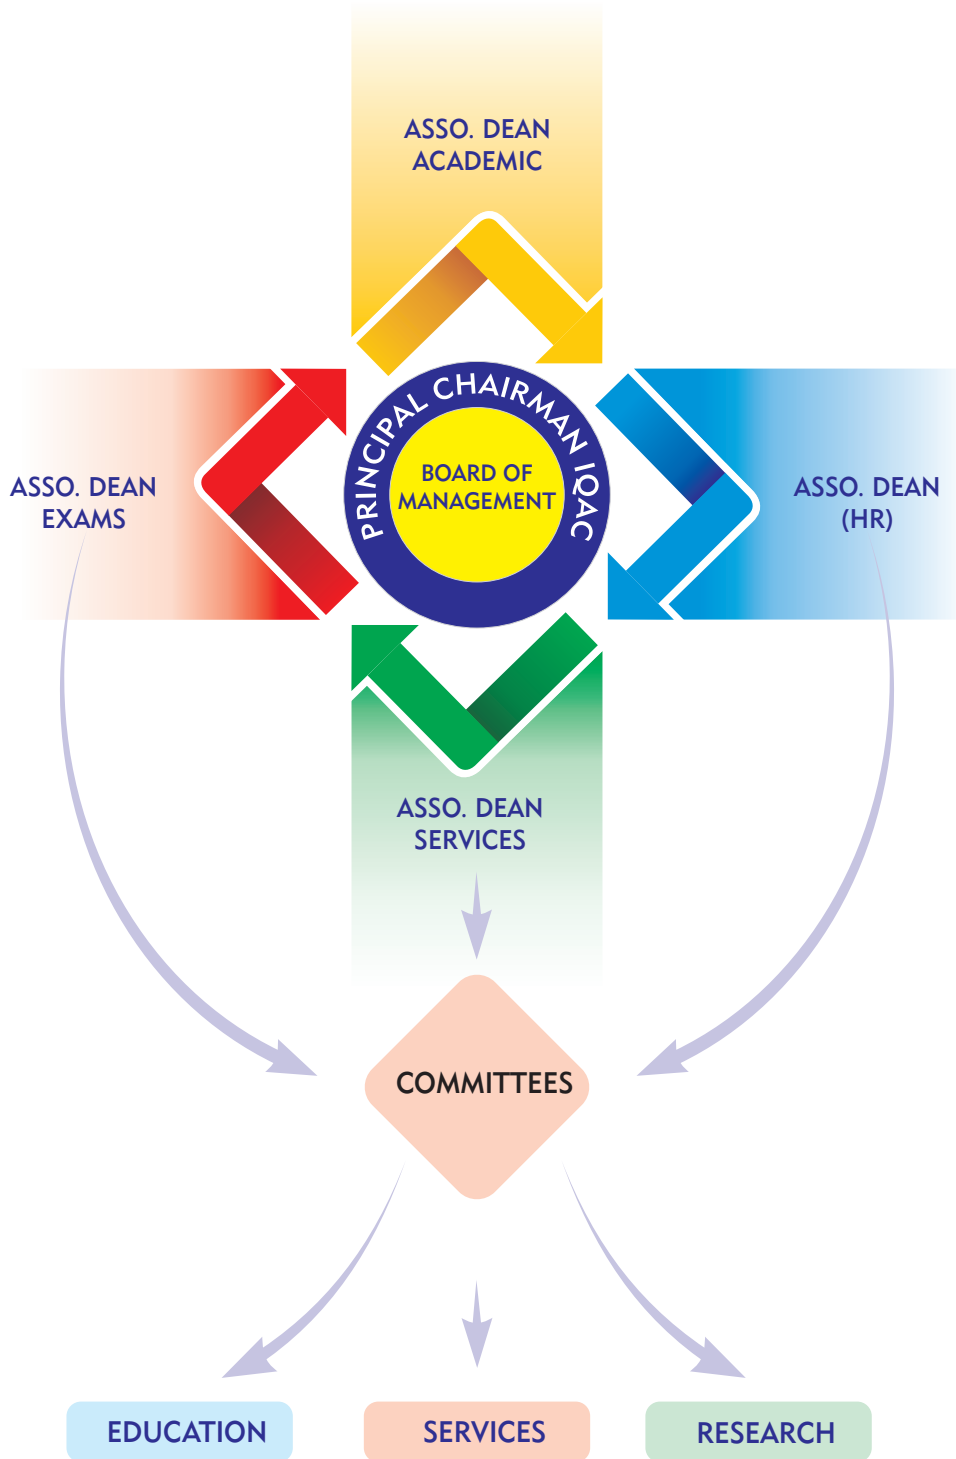 ASSO. DEAN
ACADEMIC
PRINCIPAL CHAIRMAN IQAC
BOARD OF
MANAGEMENT
ASSO. DEAN
EXAMS
ASSO. DEAN
(HR)
ASSO. DEAN
SERVICES
COMMITTEES
EDUCATION
SERVICES
RESEARCH